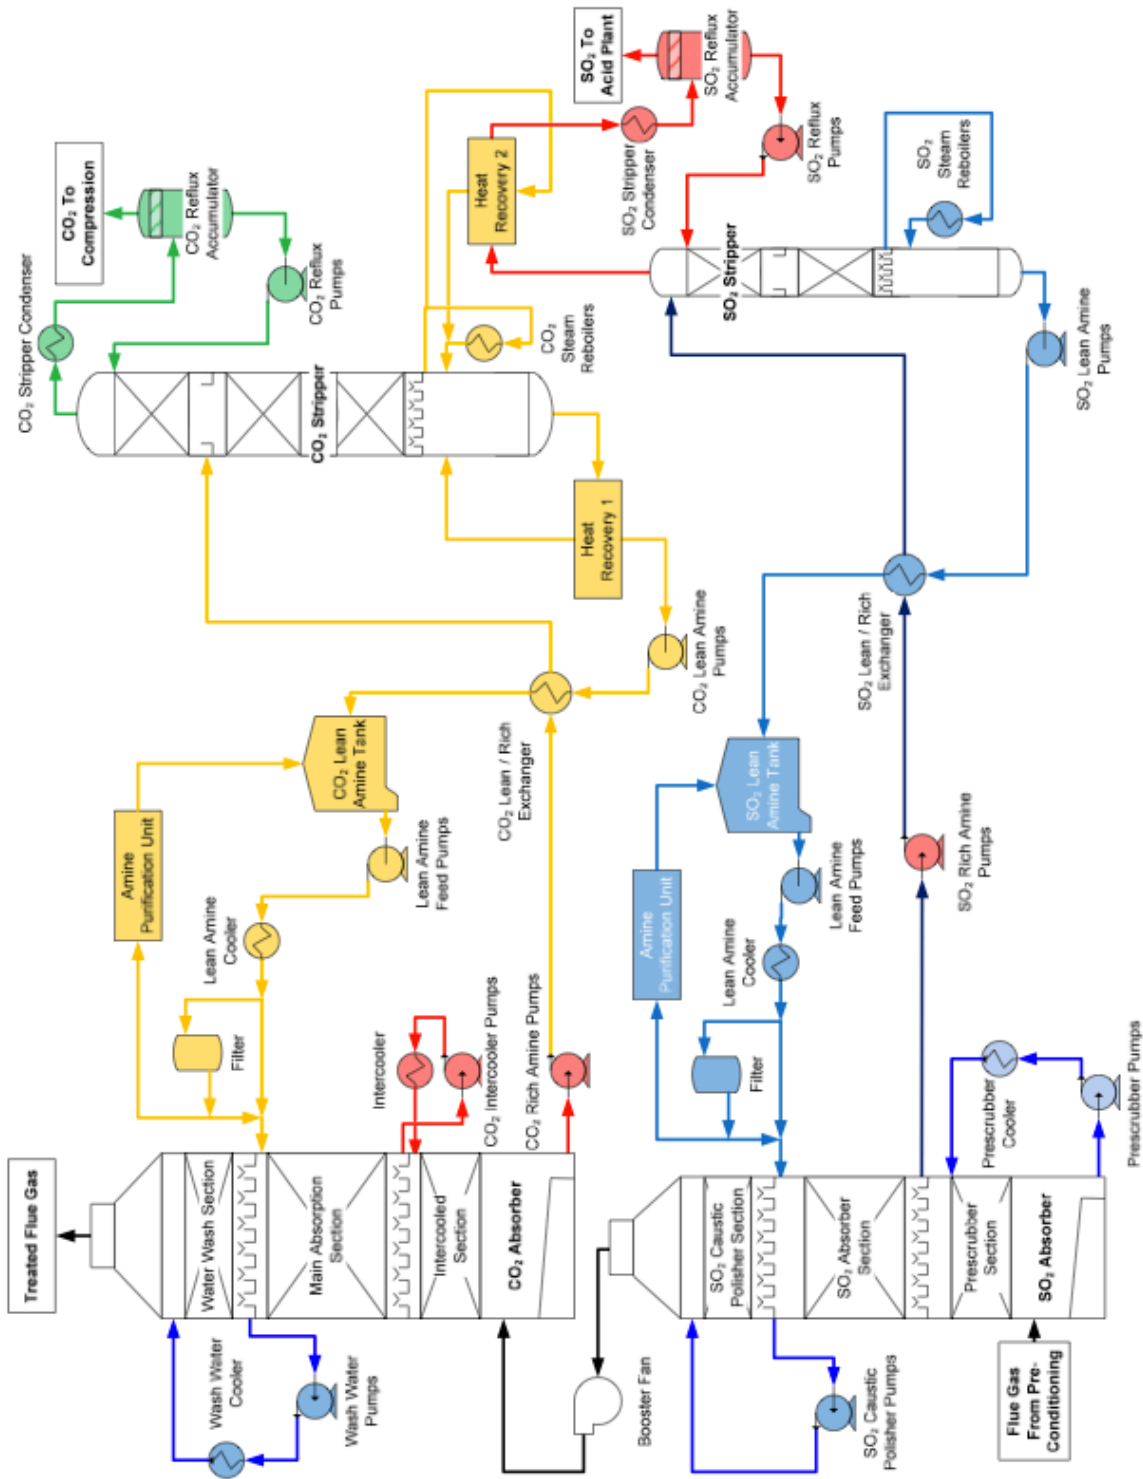 Treated Flue Gas
CO₂ Stripper Condenser
CO₂ To
Compression
Amine
Purification Unit
Wash Water
Cooler
Water Wash Section
Lean Amine
Cooler
CO₂ Reflux
Accumulator
Filter
Wash Water
Pumps
Main Absorption
Section
CO₂ Lean
Amine Tank
CO₂ Stripper
CO₂ Reflux
Pumps
Intercooler
Lean Amine
Feed Pumps
Intercooled
Section
CO₂ Intercooler Pumps
CO₂ Absorber
CO₂ Rich Amine Pumps
CO₂ Lean / Rich
Exchanger
Heat
Recovery 1
CO₂
Steam
Reboilers
Heat
Recovery 2
SO₂ To
Acid Plant
Booster Fan
Amine
Purification Unit
CO₂ Lean Amine
Pumps
SO₂ Stripper
Condenser
SO₂ Reflux
Accumulator
SO₂ Caustic
Polisher Section
Lean Amine
Cooler
Filter
SO₂ Lean
Amine Tank
SO₂ Stripper
SO₂ Reflux
Pumps
SO₂ Caustic
Polisher Pumps
SO₂ Absorber
Section
Lean Amine
Feed Pumps
SO₂ Lean / Rich
Exchanger
SO₂
Steam
Reboilers
Prescrubber
Section
Prescrubber
Cooler
SO₂ Rich Amine
Pumps
Flue Gas
From Pre-
Conditioning
SO₂ Absorber
Prescrubber Pumps
SO₂ Lean Amine
Pumps